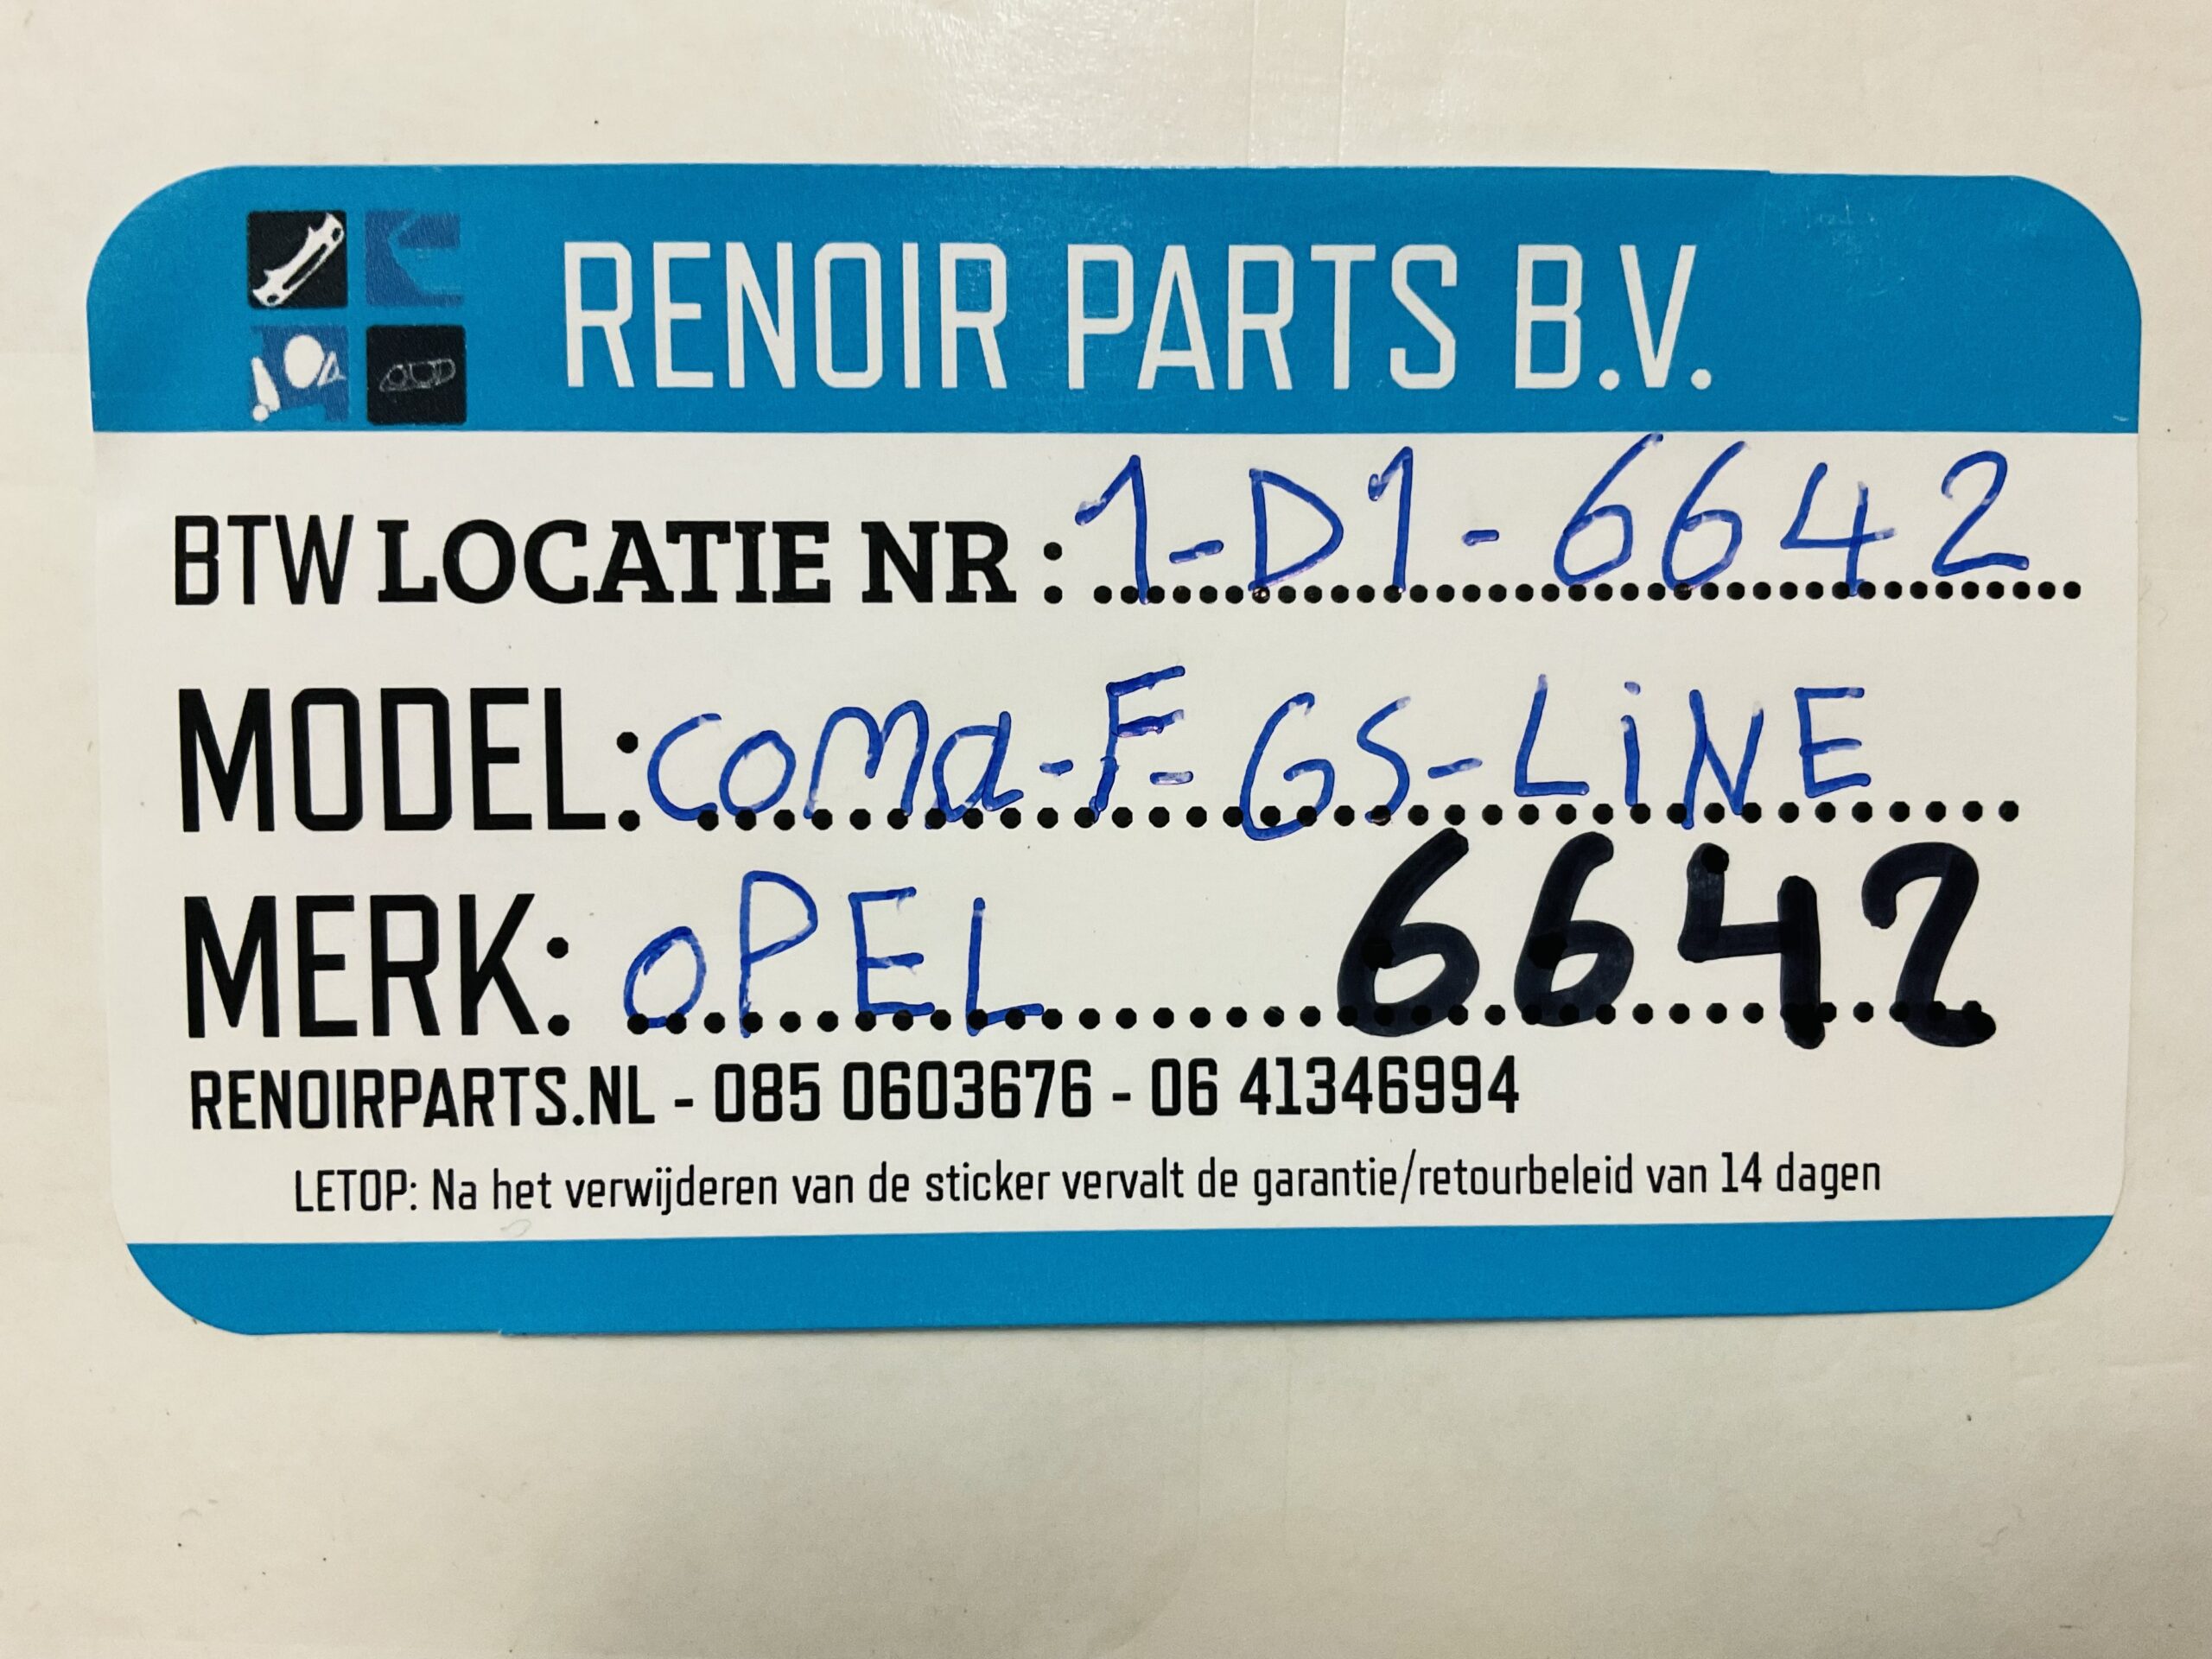 RENOIR PARTS B.V.
BTW LOCATIE NR : 1-D1-6642
MODEL: coMa-F-GS-LiNE
MERK: oPEL 6642
RENOIRPARTS.NL - 085 0603676 - 06 41346994
LETOP: Na het verwijderen van de sticker vervalt de garantie/retourbeleid van 14 dagen